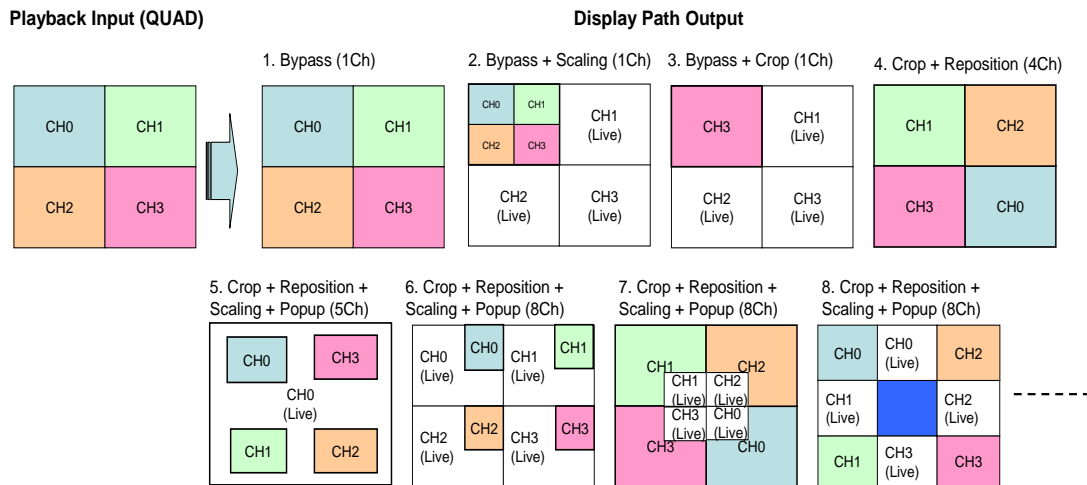 Playback Input (QUAD)
Display Path Output
1. Bypass (1Ch)
2. Bypass + Scaling (1Ch)
3. Bypass + Crop (1Ch)
4. Crop + Reposition (4Ch)
CH0
CH1
CH2
CH3
CH0
CH1
CH2
CH3
CH0
CH1
CH2
CH3
CH1
(Live)
CH2
(Live)
CH3
(Live)
CH3
CH1
(Live)
CH2
(Live)
CH3
(Live)
CH1
CH2
CH3
CH0
5. Crop + Reposition +
Scaling + Popup (5Ch)
6. Crop + Reposition +
Scaling + Popup (8Ch)
7. Crop + Reposition +
Scaling + Popup (8Ch)
8. Crop + Reposition +
Scaling + Popup (8Ch)
CH0
CH3
CH0
(Live)
CH1
CH2
CH0
(Live)
CH0
CH1
(Live)
CH1
CH2
(Live)
CH2
CH3
(Live)
CH3
CH1
CH2
CH1
(Live)
CH2
(Live)
CH3
(Live)
CH0
(Live)
CH3
CH0
CH0
CH0
(Live)
CH2
CH1
(Live)
CH2
(Live)
CH1
CH3
(Live)
CH3